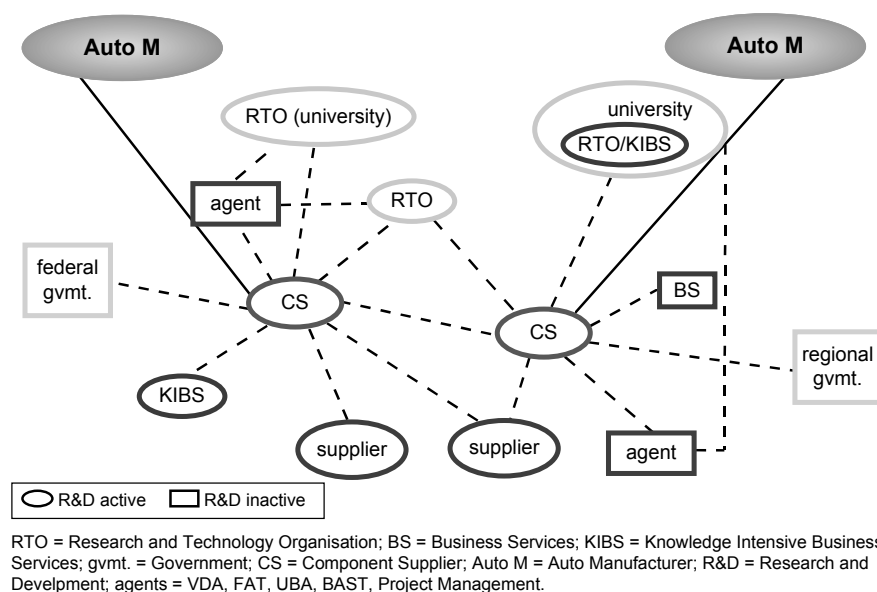 Auto M
Auto M
RTO (university)
university
RTO/KIBS
agent
RTO
federal
gvmt.
CS
BS
CS
regional
gvmt.
KIBS
supplier
supplier
agent
R&D active
R&D inactive
RTO = Research and Technology Organisation; BS = Business Services; KIBS = Knowledge Intensive Business
Services; gvmt. = Government; CS = Component Supplier; Auto M = Auto Manufacturer; R&D = Research and
Develpment; agents = VDA, FAT, UBA, BAST, Project Management.